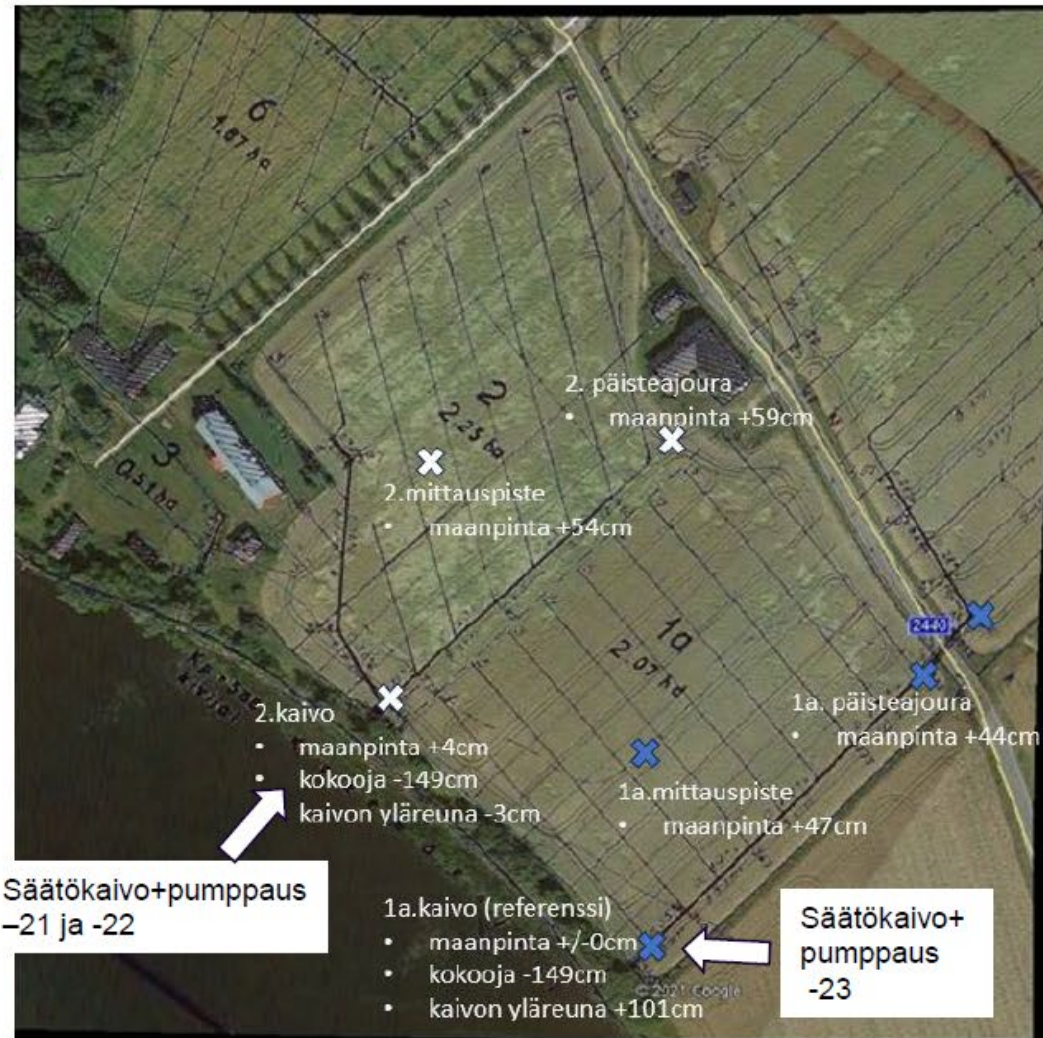 6
4.87 ha
2. päisteajoura
• maanpinta +59cm
2
2.25 ha
3
0.51 ha
2.mittauspiste
• maanpinta +54cm
2440
1a
2.07 ha
1a. päisteajoura
• maanpinta +44cm
2.kaivo
• maanpinta +4cm
• kokooja -149cm
kaivon yläreuna -3cm
1a.mittauspiste
• maanpinta +47cm
Säätökaivo+pumppaus
–21 ja -22
1a.kaivo (referenssi)
• maanpinta +/-0cm
• kokooja -149cm
• kaivon yläreuna +101cm
Säätökaivo+
pumppaus
-23
© 2021 Google